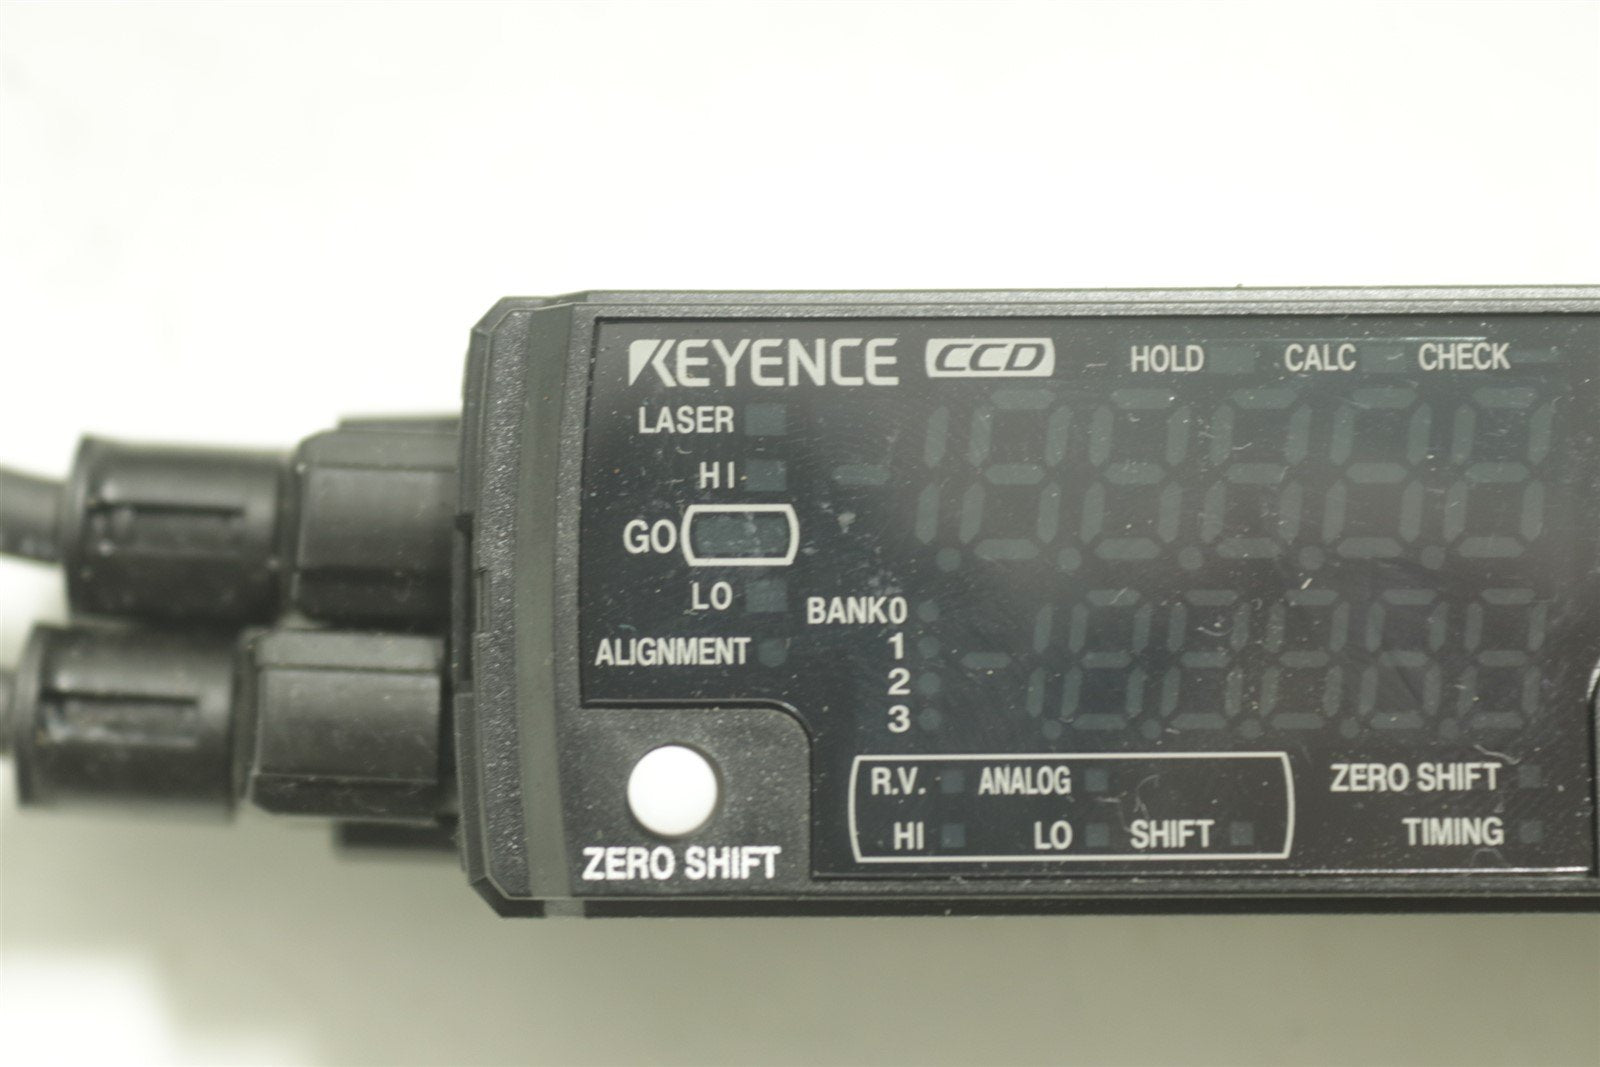 KEYENCE CCD HOLD CALC CHECK
LASER
HI
GO
LO
ALIGNMENT
BANK0
1
2
3
R.V. ANALOG
HI LO SHIFT
ZERO SHIFT
TIMING
ZERO SHIFT